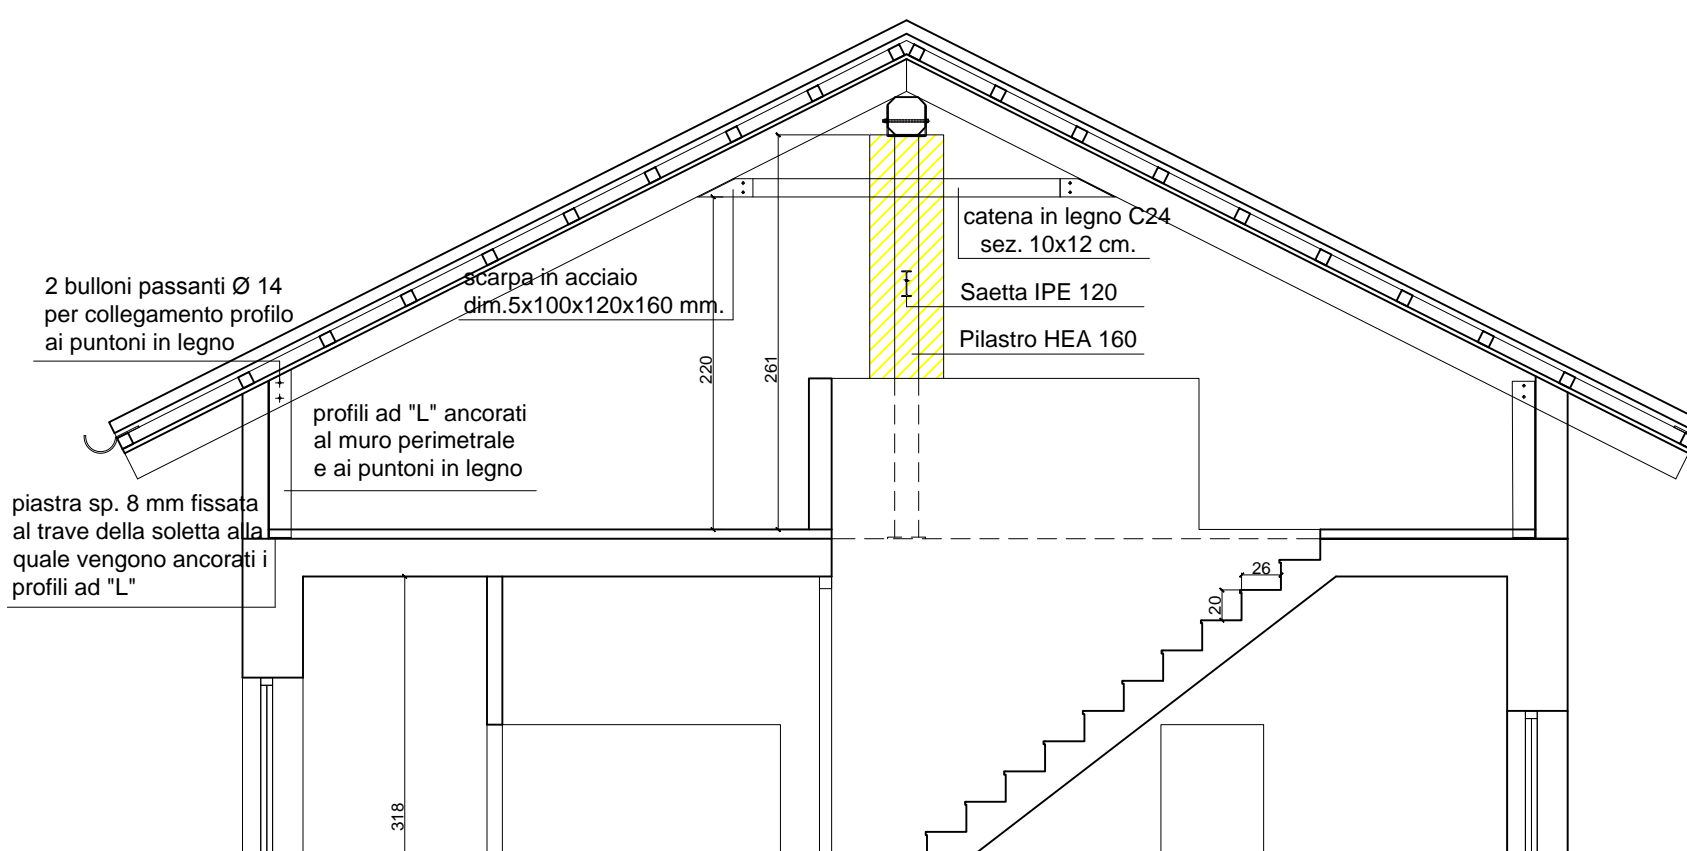 catena in legno C24
sez. 10x12 cm.
2 bulloni passanti Ø 14
per collegamento profilo
ai puntoni in legno
scarpa in acciaio
dim.5x100x120x160 mm.
Saetta IPE 120
Pilastro HEA 160
220
261
profili ad "L" ancorati
al muro perimetrale
e ai puntoni in legno
piastra sp. 8 mm fissata
al trave della soletta alla
quale vengono ancorati i
profili ad "L"
26
20
318